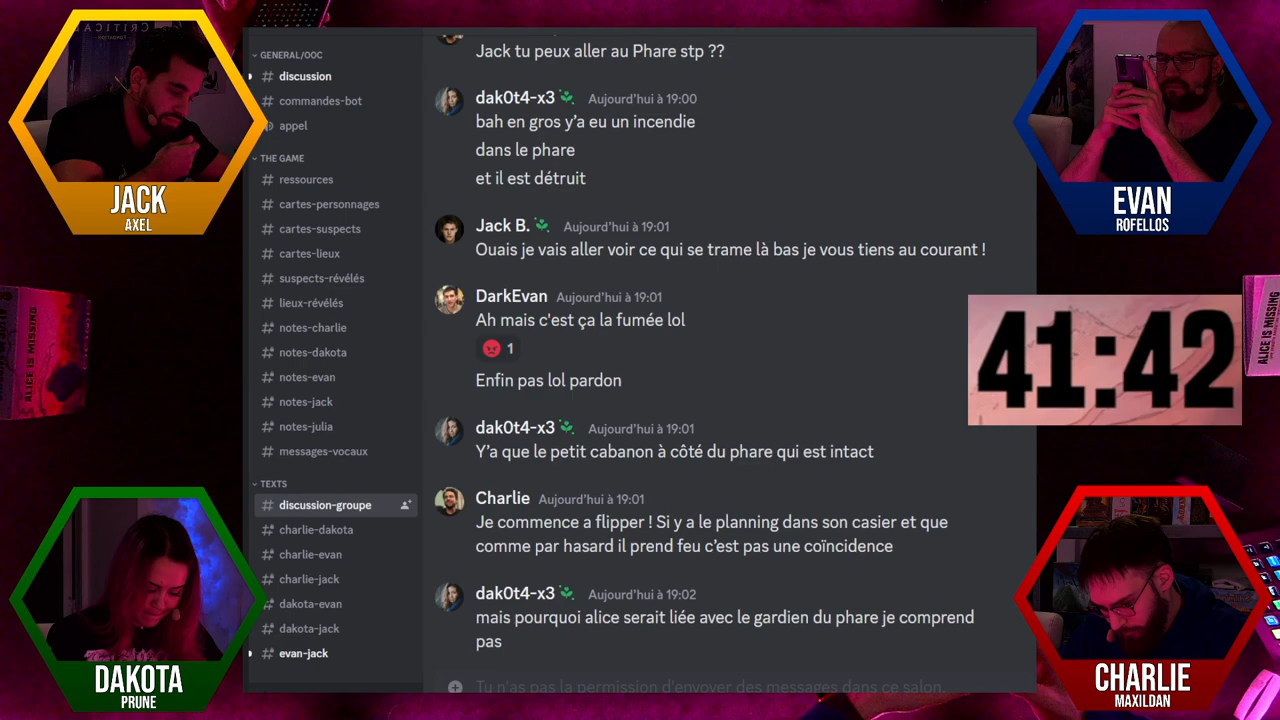 CRITICAL
FOUNDATION
JACK
AXEL
EVAN
ROFELLOS
DAKOTA
PRUNE
CHARLIE
MAXILDAN
41:42
ALICE IS MISSING
ALICE IS MISSING
GENERAL/OOC
discussion
commandes-bot
appel
THE GAME
ressources
cartes-personnages
cartes-suspects
cartes-lieux
suspects-révélés
lieux-révélés
notes-charlie
notes-dakota
notes-evan
notes-jack
notes-julia
messages-vocaux
TEXTS
discussion-groupe
charlie-dakota
charlie-evan
charlie-jack
dakota-evan
dakota-jack
evan-jack
Jack tu peux aller au Phare stp ??
dak0t4-x3 Aujourd'hui à 19:00
bah en gros y'a eu un incendie
dans le phare
et il est détruit
Jack B. Aujourd'hui à 19:01
Ouais je vais aller voir ce qui se trame là bas je vous tiens au courant !
DarkEvan Aujourd'hui à 19:01
Ah mais c'est ça la fumée lol
1
Enfin pas lol pardon
dak0t4-x3 Aujourd'hui à 19:01
Y'a que le petit cabanon à côté du phare qui est intact
Charlie Aujourd'hui à 19:01
Je commence a flipper ! Si y a le planning dans son casier et que
comme par hasard il prend feu c'est pas une coïncidence
dak0t4-x3 Aujourd'hui à 19:02
mais pourquoi alice serait liée avec le gardien du phare je comprend
pas
Tu n'as pas la permission d'envoyer des messages dans ce salon.